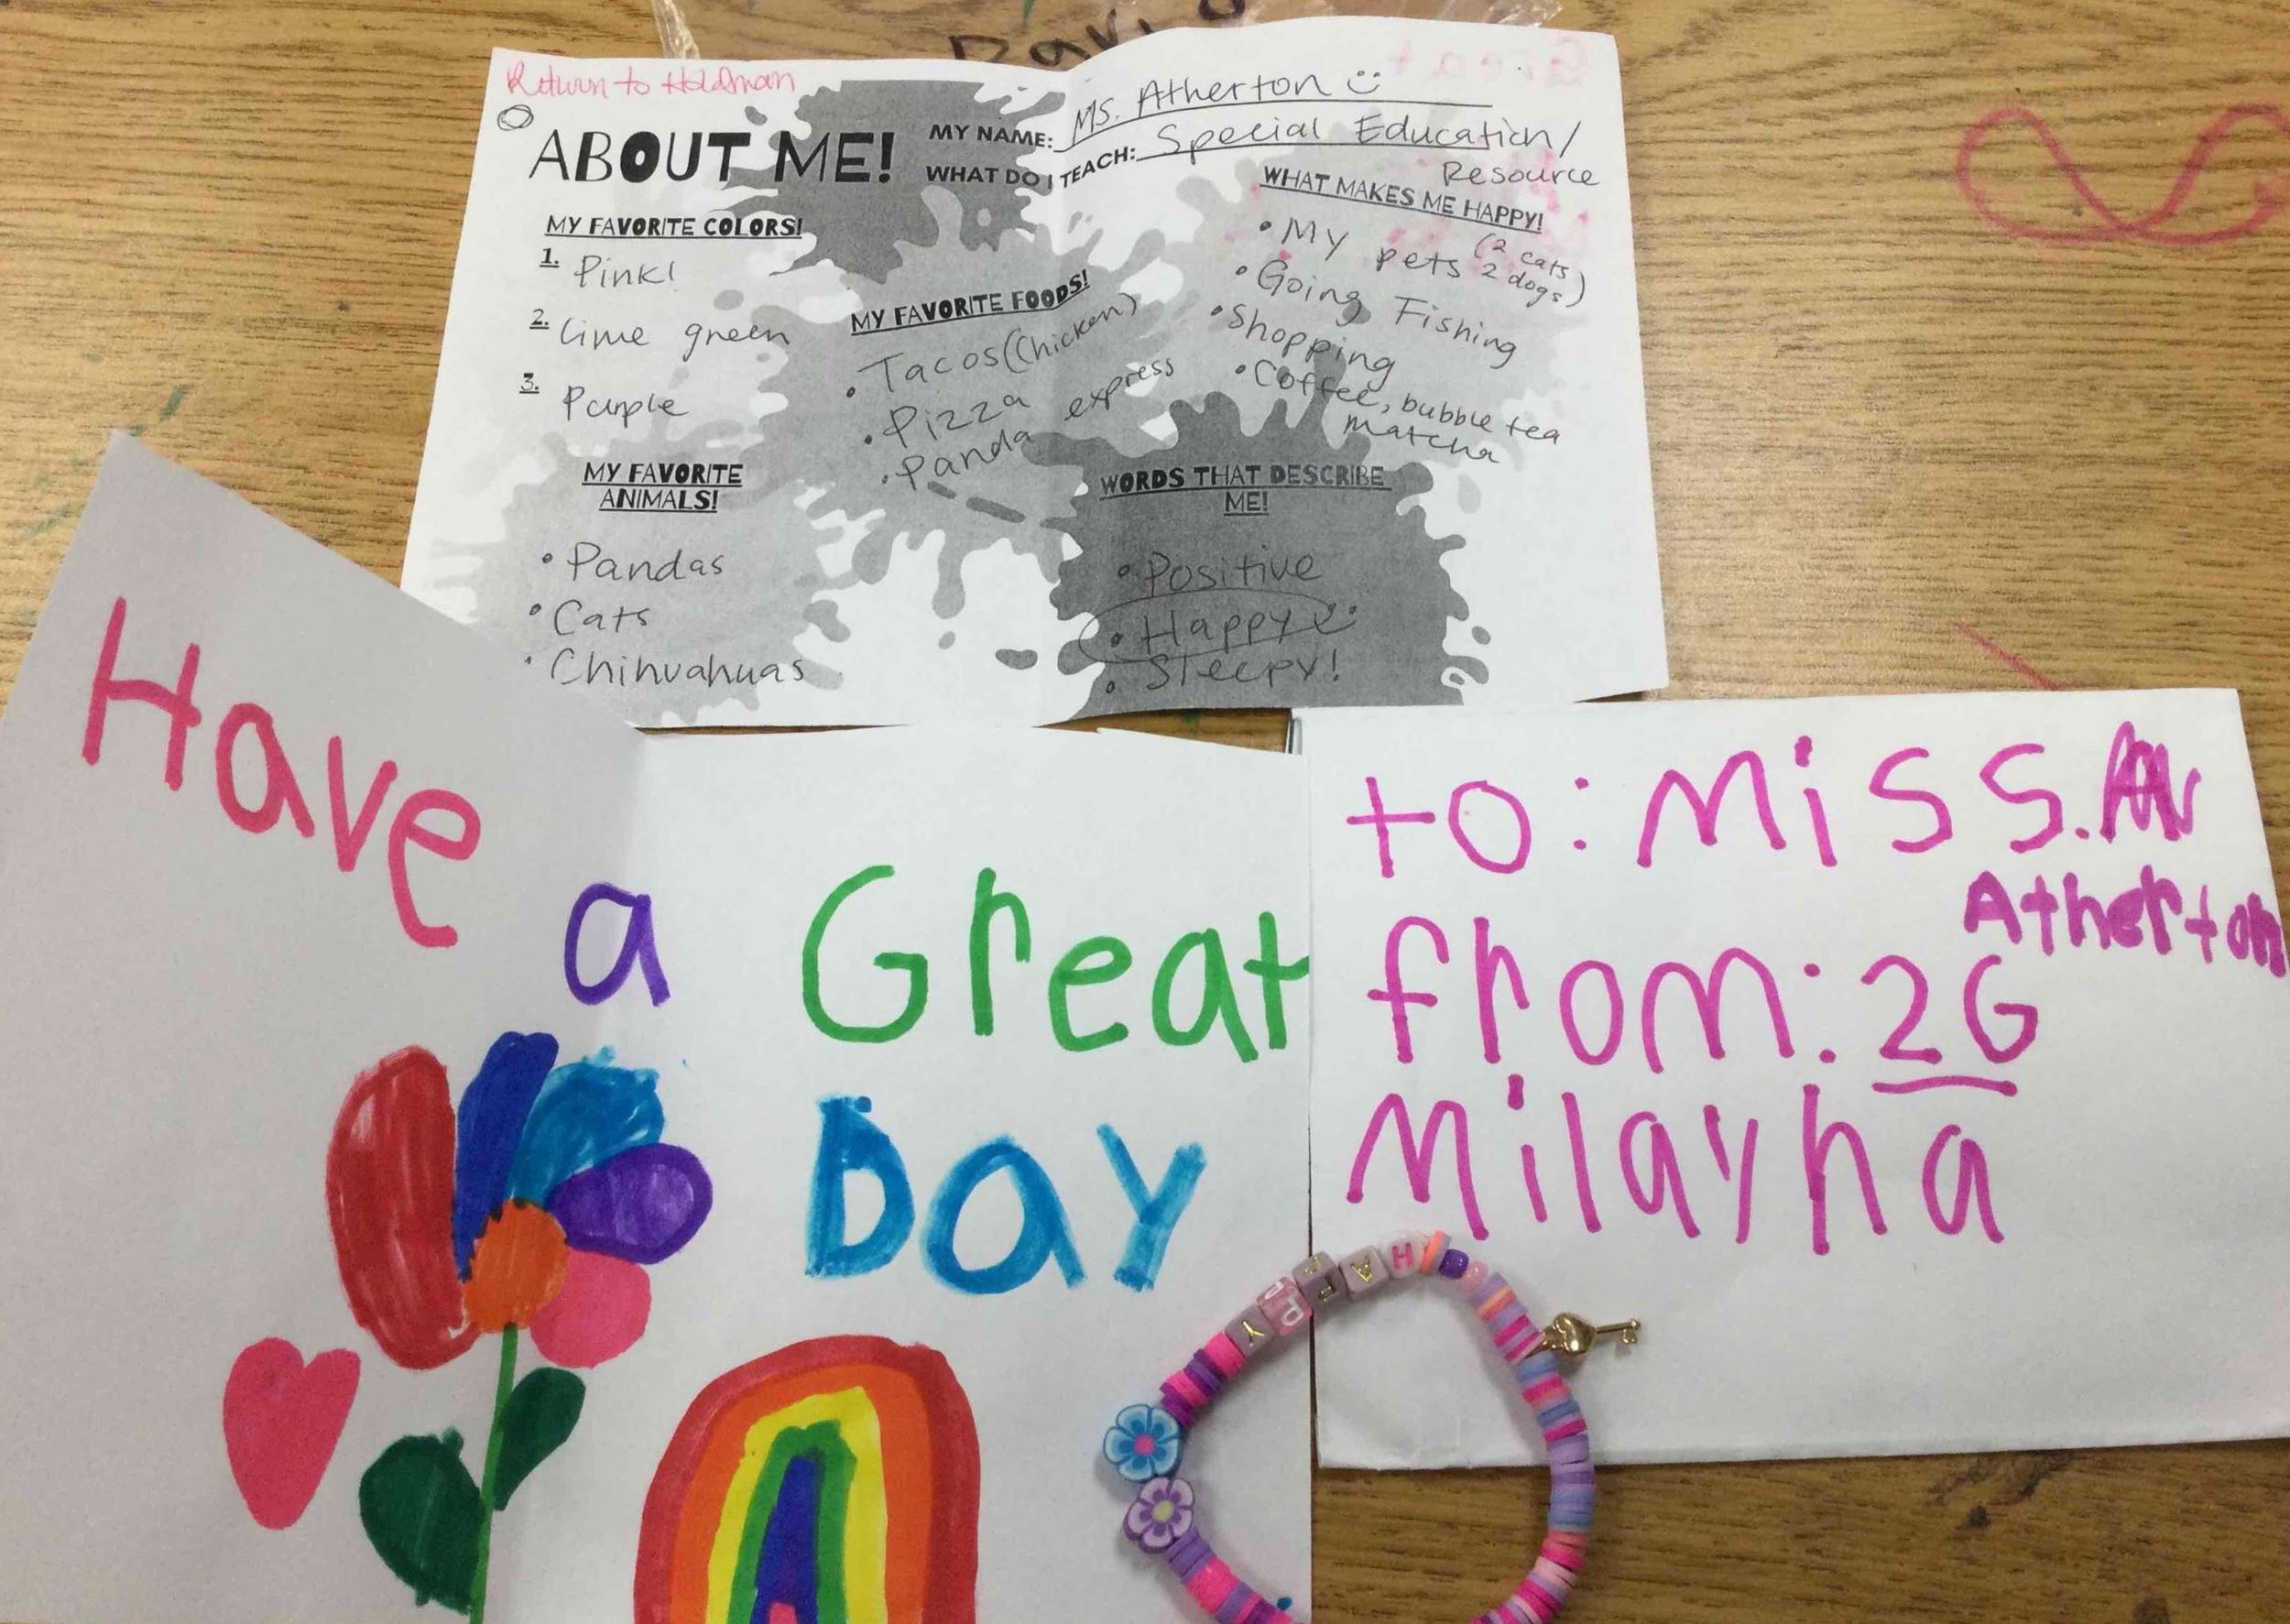 Return to Holdman
ABOUT ME!
MY NAME: Ms. Atherton
WHAT DO I TEACH: Special Education/
Resource
MY FAVORITE COLORS!
1. Pink!
2. lime green
3. Purple
MY FAVORITE FOODS!
• Tacos (Chicken)
• Pizza
• Panda express
WHAT MAKES ME HAPPY!
• My pets (2 cats
2 dogs)
• Going Fishing
• Shopping
• Coffee, bubble tea
matcha
MY FAVORITE
ANIMALS!
• Pandas
• Cats
• Chihuahuas
WORDS THAT DESCRIBE
ME!
• Positive
• Happy
• Sleepy!
Have
a Great
Day
to: Miss.
Atherton
from: 2G
Milayha
HAPPY